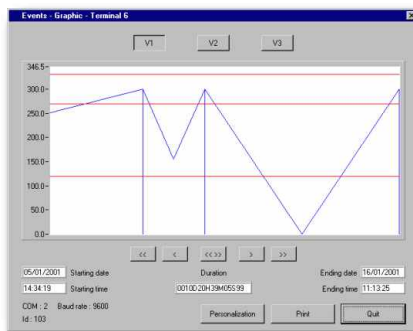 Events - Graphic - Terminal 6
V1 V2 V3
346.5
300.0
250.0
200.0
150.0
100.0
50.0
0.0
<< < <<>> > >>
05/01/2001 Starting date Duration Ending date 16/01/2001
14:34:19 Starting time 0010D20H39M05S99 Ending time 11:13:25
COM : 2 Baud rate : 9600
Id : 103
Personalization Print Quit